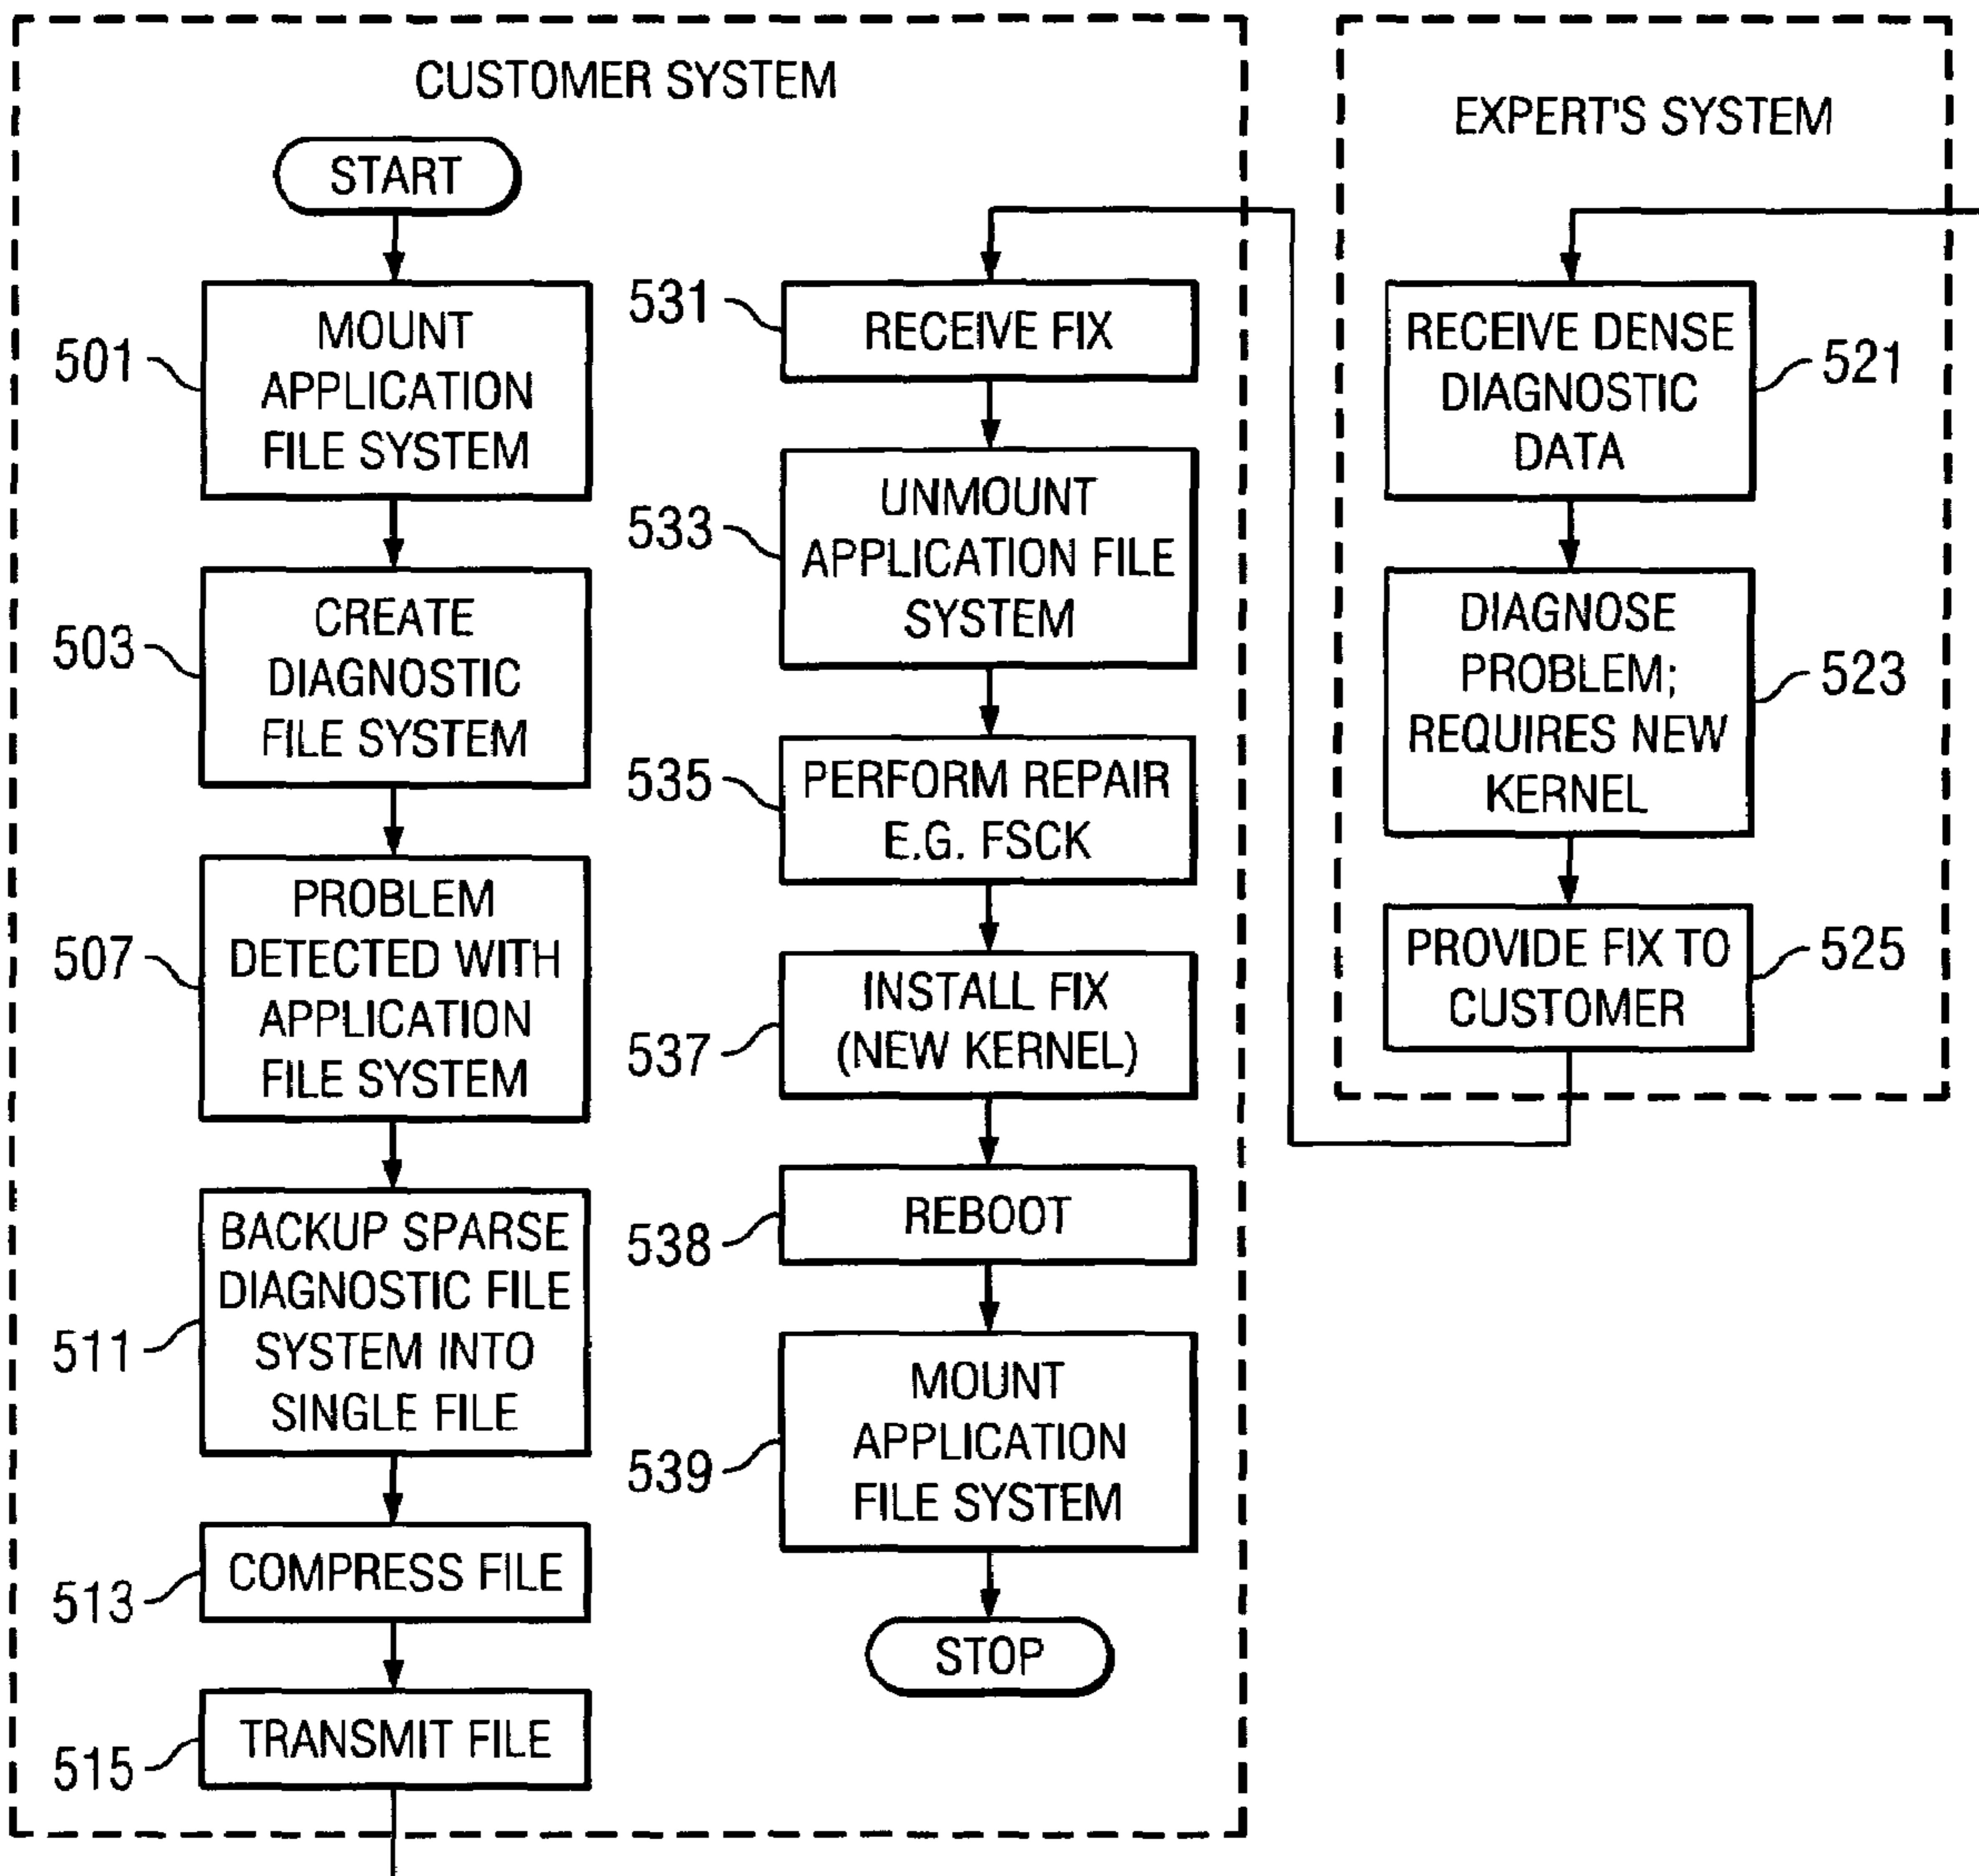 CUSTOMER SYSTEM
START
501
MOUNT
APPLICATION
FILE SYSTEM
503
CREATE
DIAGNOSTIC
FILE SYSTEM
507
PROBLEM
DETECTED WITH
APPLICATION
FILE SYSTEM
511
BACKUP SPARSE
DIAGNOSTIC FILE
SYSTEM INTO
SINGLE FILE
513
COMPRESS FILE
515
TRANSMIT FILE
531
RECEIVE FIX
533
UNMOUNT
APPLICATION FILE
SYSTEM
535
PERFORM REPAIR
E.G. FSCK
537
INSTALL FIX
(NEW KERNEL)
538
REBOOT
539
MOUNT
APPLICATION
FILE SYSTEM
STOP
EXPERT'S SYSTEM
RECEIVE DENSE
DIAGNOSTIC
DATA
521
DIAGNOSE
PROBLEM;
REQUIRES NEW
KERNEL
523
PROVIDE FIX TO
CUSTOMER
525